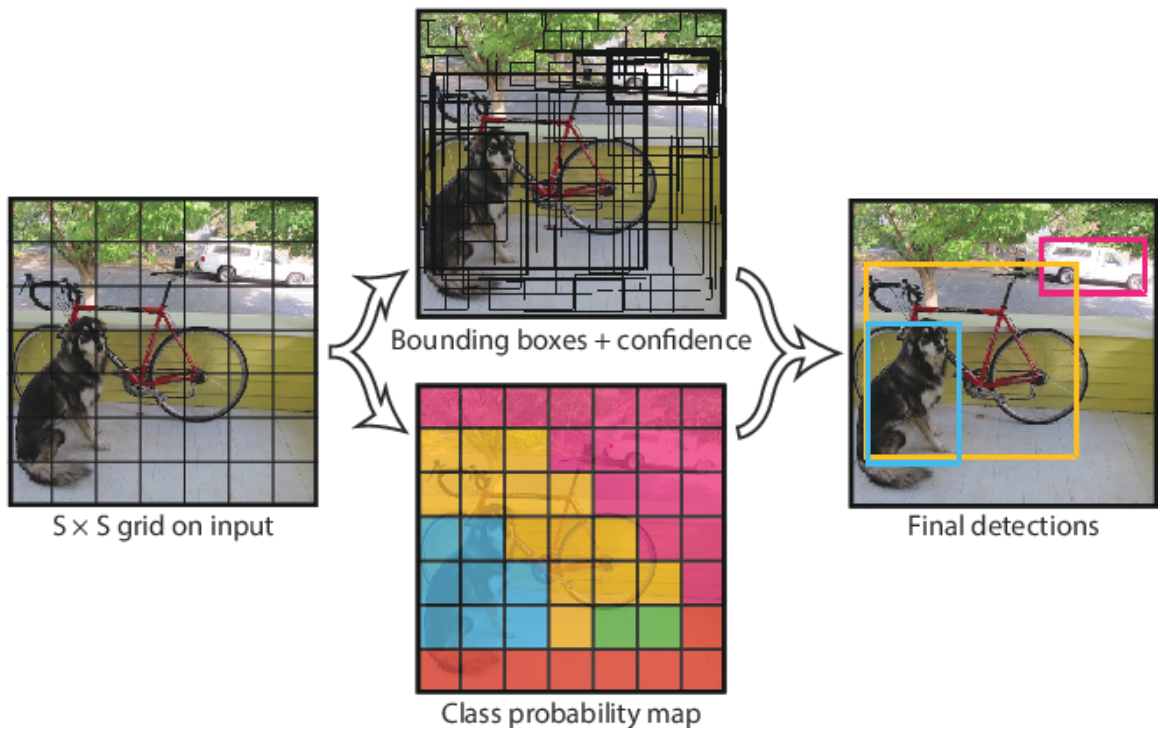 Bounding boxes + confidence
S × S grid on input
Final detections
Class probability map